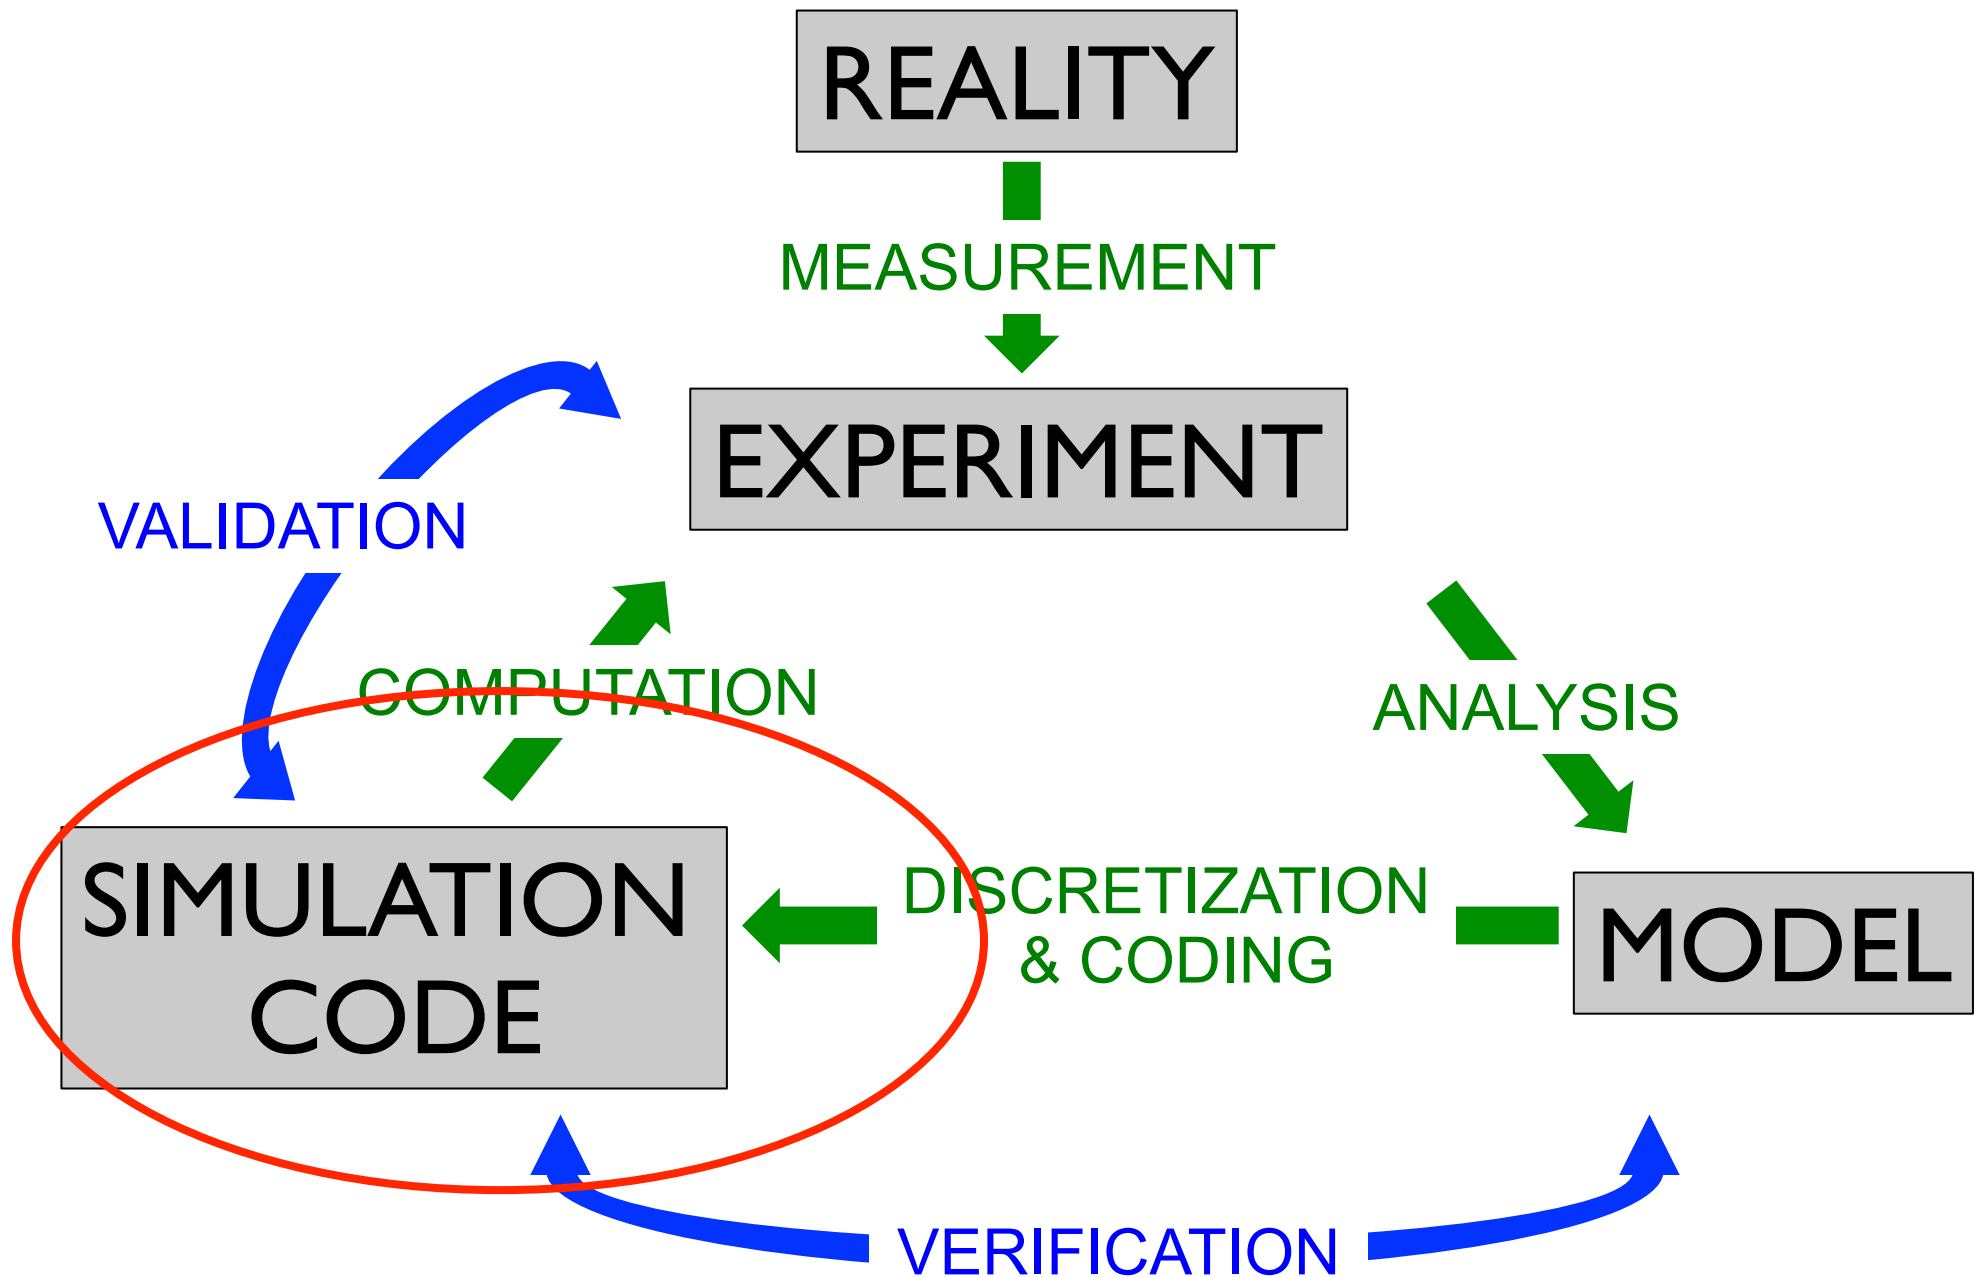 REALITY
MEASUREMENT
EXPERIMENT
VALIDATION
COMPUTATION
ANALYSIS
SIMULATION
CODE
DISCRETIZATION
& CODING
MODEL
VERIFICATION